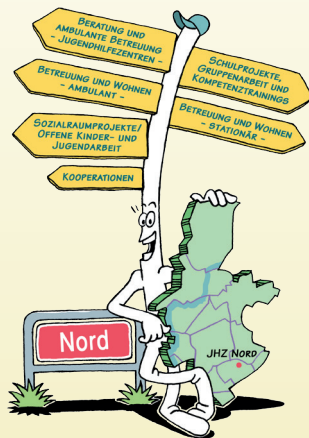 BERATUNG UND
AMBULANTE BETREUUNG
- JUGENDHILFEZENTREN -
SCHULPROJEKTE,
GRUPPENARBEIT UND
KOMPETENZTRAININGS
BETREUUNG UND WOHNEN
- AMBULANT -
BETREUUNG UND WOHNEN
- STATIONÄR -
SOZIALRAUMPROJEKTE/
OFFENE KINDER- UND
JUGENDARBEIT
KOOPERATIONEN
Nord
JHZ NORD